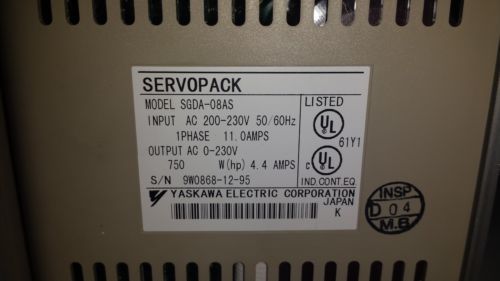 SERVOPACK
MODEL SGDA-08AS
INPUT AC 200-230V 50/60Hz
1PHASE 11.0AMPS
OUTPUT AC 0-230V
750 W(hp) 4.4 AMPS
S/N 9W0868-12-95
YASKAWA ELECTRIC CORPORATION
JAPAN
K
LISTED
UL
61Y1
c UL
IND.CONT.EQ
INSP
D 04
M.B.